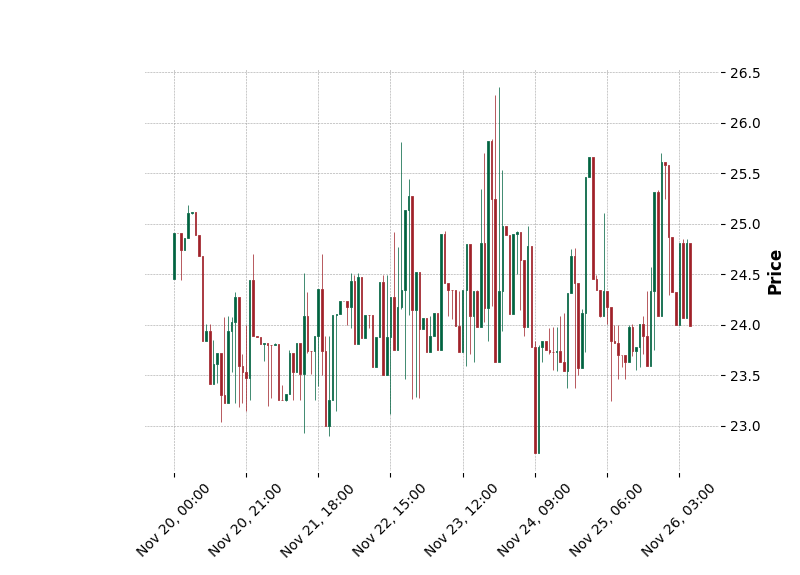 26.5
26.0
25.5
25.0
24.5
24.0
23.5
23.0
Price
Nov 20, 00:00
Nov 20, 21:00
Nov 21, 18:00
Nov 22, 15:00
Nov 23, 12:00
Nov 24, 09:00
Nov 25, 06:00
Nov 26, 03:00